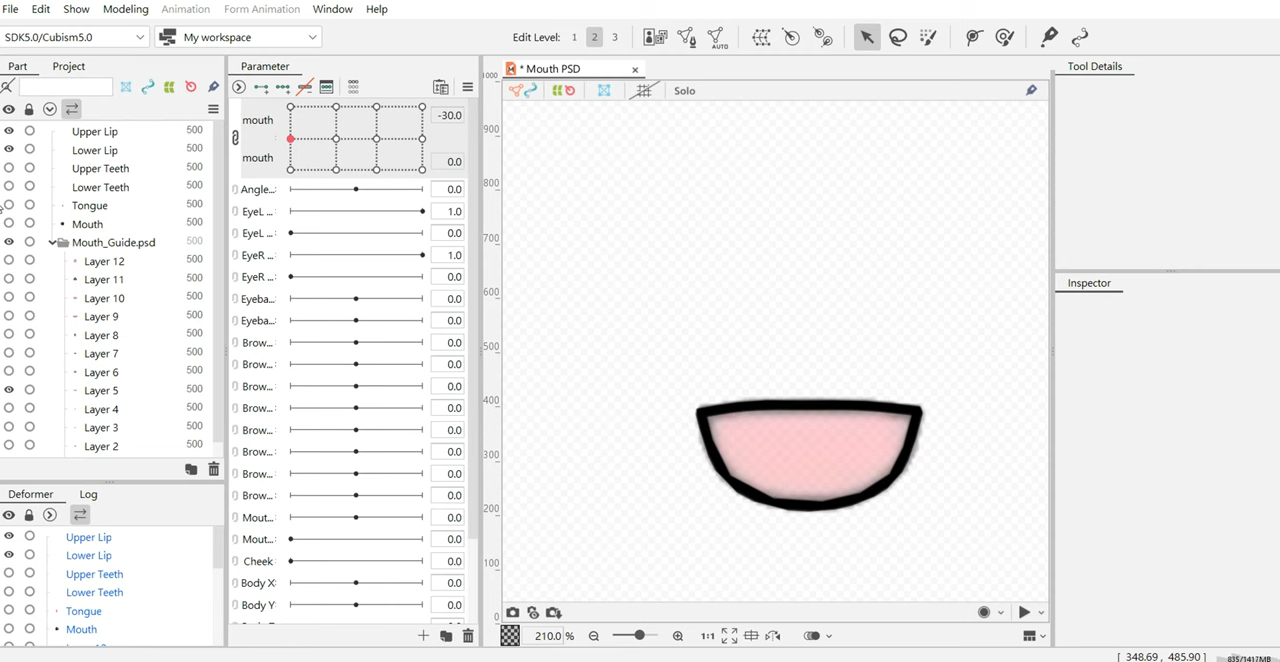 File Edit Show Modeling Animation Form Animation Window Help
SDK5.0/Cubism5.0 My workspace Edit Level: 1 2 3 AUTO
Part Project
Parameter
* Mouth PSD
Tool Details
Solo
Upper Lip 500
Lower Lip 500
Upper Teeth 500
Lower Teeth 500
Tongue 500
Mouth 500
Mouth_Guide.psd 500
Layer 12 500
Layer 11 500
Layer 10 500
Layer 9 500
Layer 8 500
Layer 7 500
Layer 6 500
Layer 5 500
Layer 4 500
Layer 3 500
Layer 2 500
Deformer Log
Upper Lip
Lower Lip
Upper Teeth
Lower Teeth
Tongue
Mouth
mouth -30.0
mouth 0.0
Angle... 0.0
EyeL ... 1.0
EyeL ... 0.0
EyeR ... 1.0
EyeR ... 0.0
Eyeba... 0.0
Eyeba... 0.0
Brow... 0.0
Brow... 0.0
Brow... 0.0
Brow... 0.0
Brow... 0.0
Brow... 0.0
Brow... 0.0
Brow... 0.0
Mout... 0.0
Mout... 0.0
Cheek 0.0
Body X 0.0
Body Y 0.0
1000
900
800
700
600
500
400
300
200
100
0
210.0 % 1:1
Inspector
[ 348.69 , 485.90 ] 835/1417MB